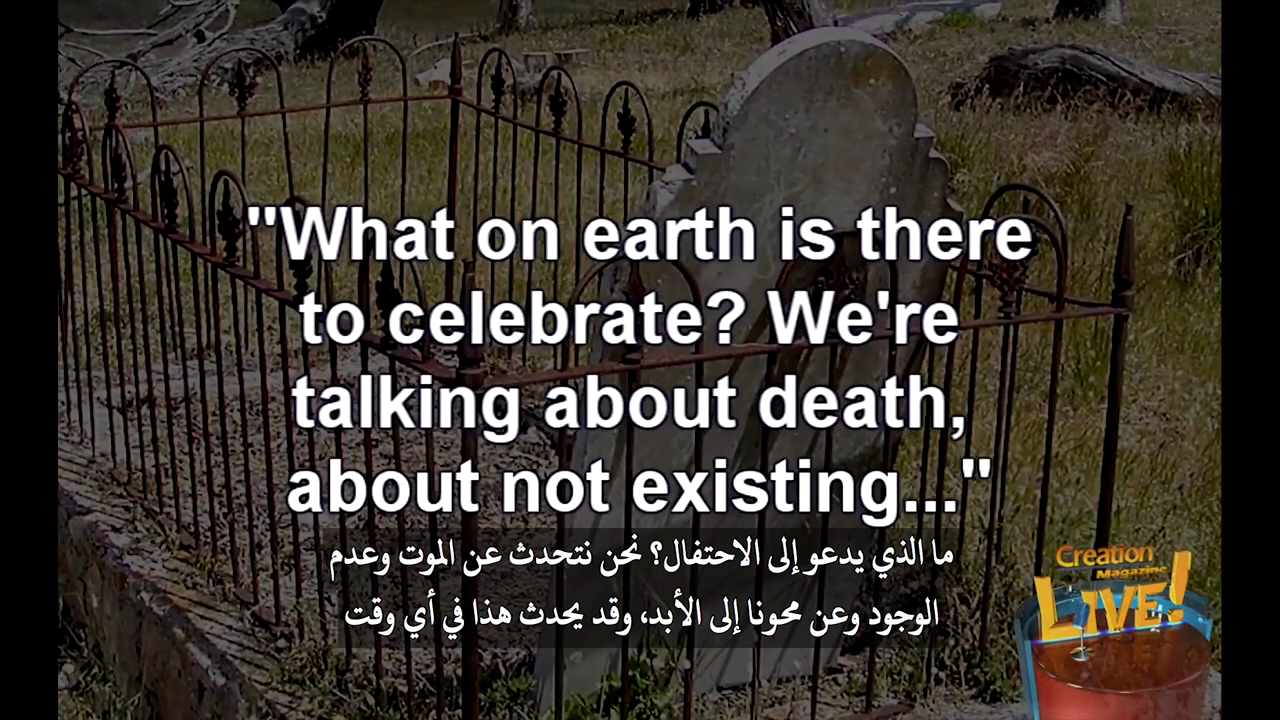 "What on earth is there
to celebrate? We're
talking about death,
about not existing..."
ما الذي يدعو إلى الاحتفال؟ نحن نتحدث عن الموت وعدم
الوجود وعن محونا إلى الأبد، وقد يحدث هذا في أي وقت
Creation
Magazine
LIVE!